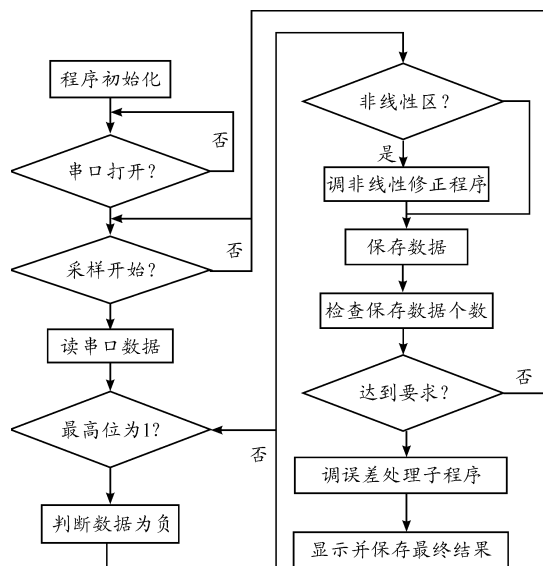 程序初始化
否
串口打开?
采样开始?
否
读串口数据
最高位为1?
否
判断数据为负
非线性区?
是
调非线性修正程序
保存数据
检查保存数据个数
达到要求?
否
调误差处理子程序
显示并保存最终结果